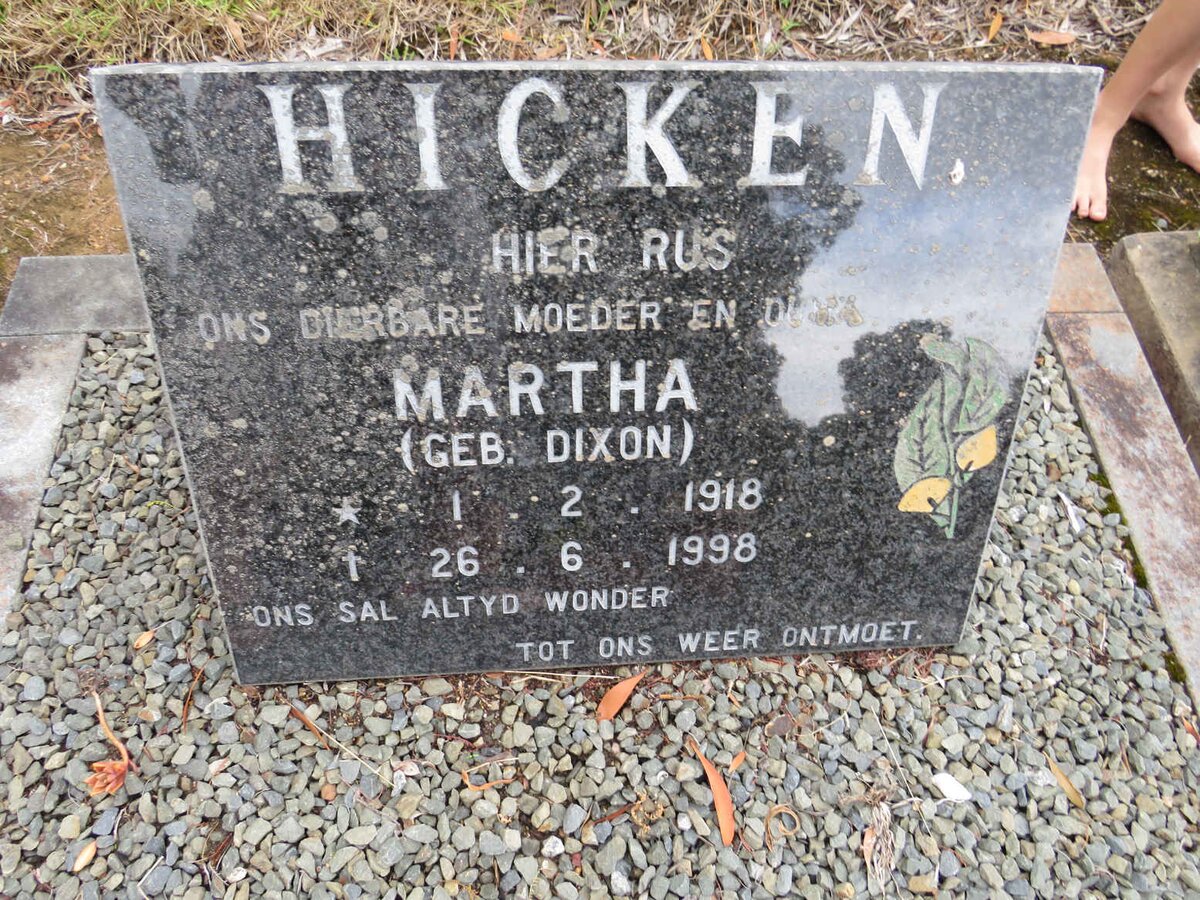 HICKEN
HIER RUS
ONS DIERBARE MOEDER EN OUMA
MARTHA
(GEB. DIXON)
★ 1 . 2 . 1918
† 26 . 6 . 1998
ONS SAL ALTYD WONDER
TOT ONS WEER ONTMOET.